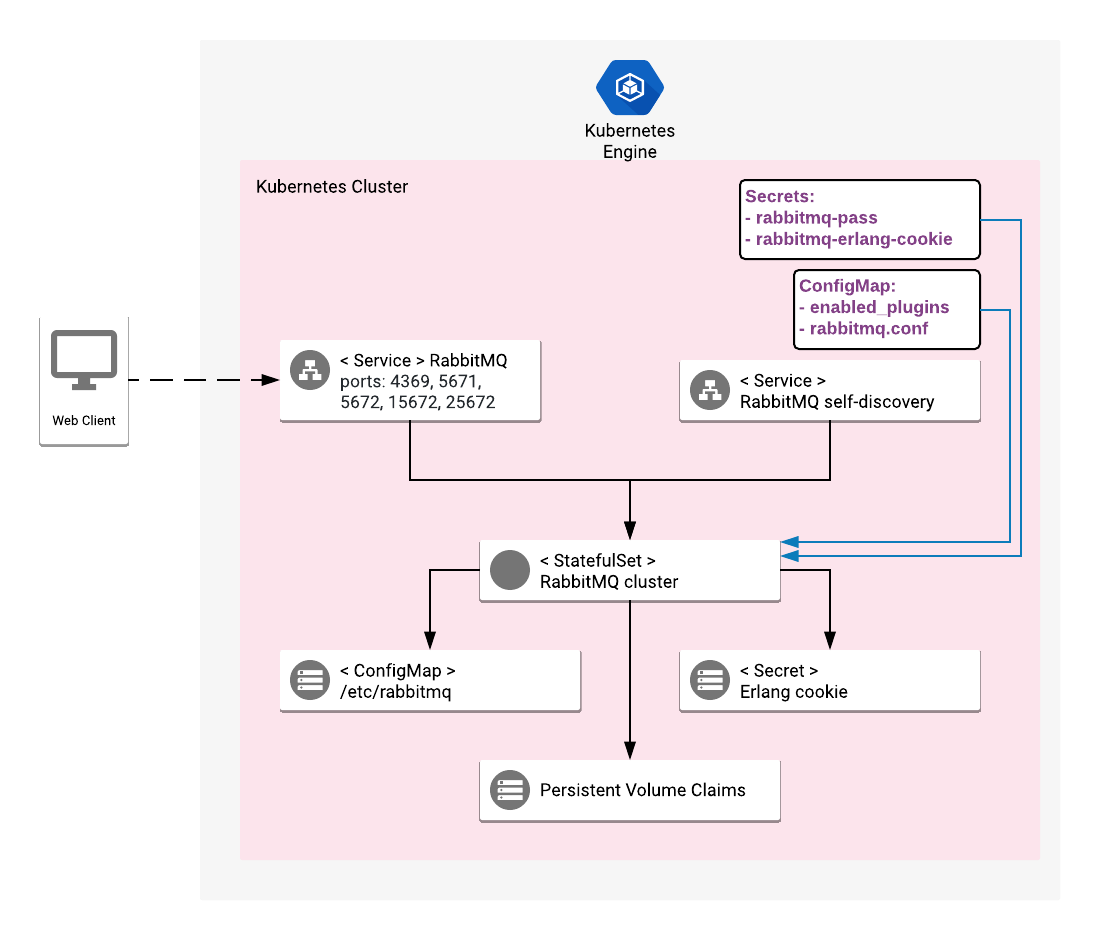 Kubernetes
Engine
Kubernetes Cluster
Secrets:
- rabbitmq-pass
- rabbitmq-erlang-cookie
ConfigMap:
- enabled_plugins
- rabbitmq.conf
Web Client
< Service > RabbitMQ
ports: 4369, 5671,
5672, 15672, 25672
< Service >
RabbitMQ self-discovery
< StatefulSet >
RabbitMQ cluster
< ConfigMap >
/etc/rabbitmq
< Secret >
Erlang cookie
Persistent Volume Claims